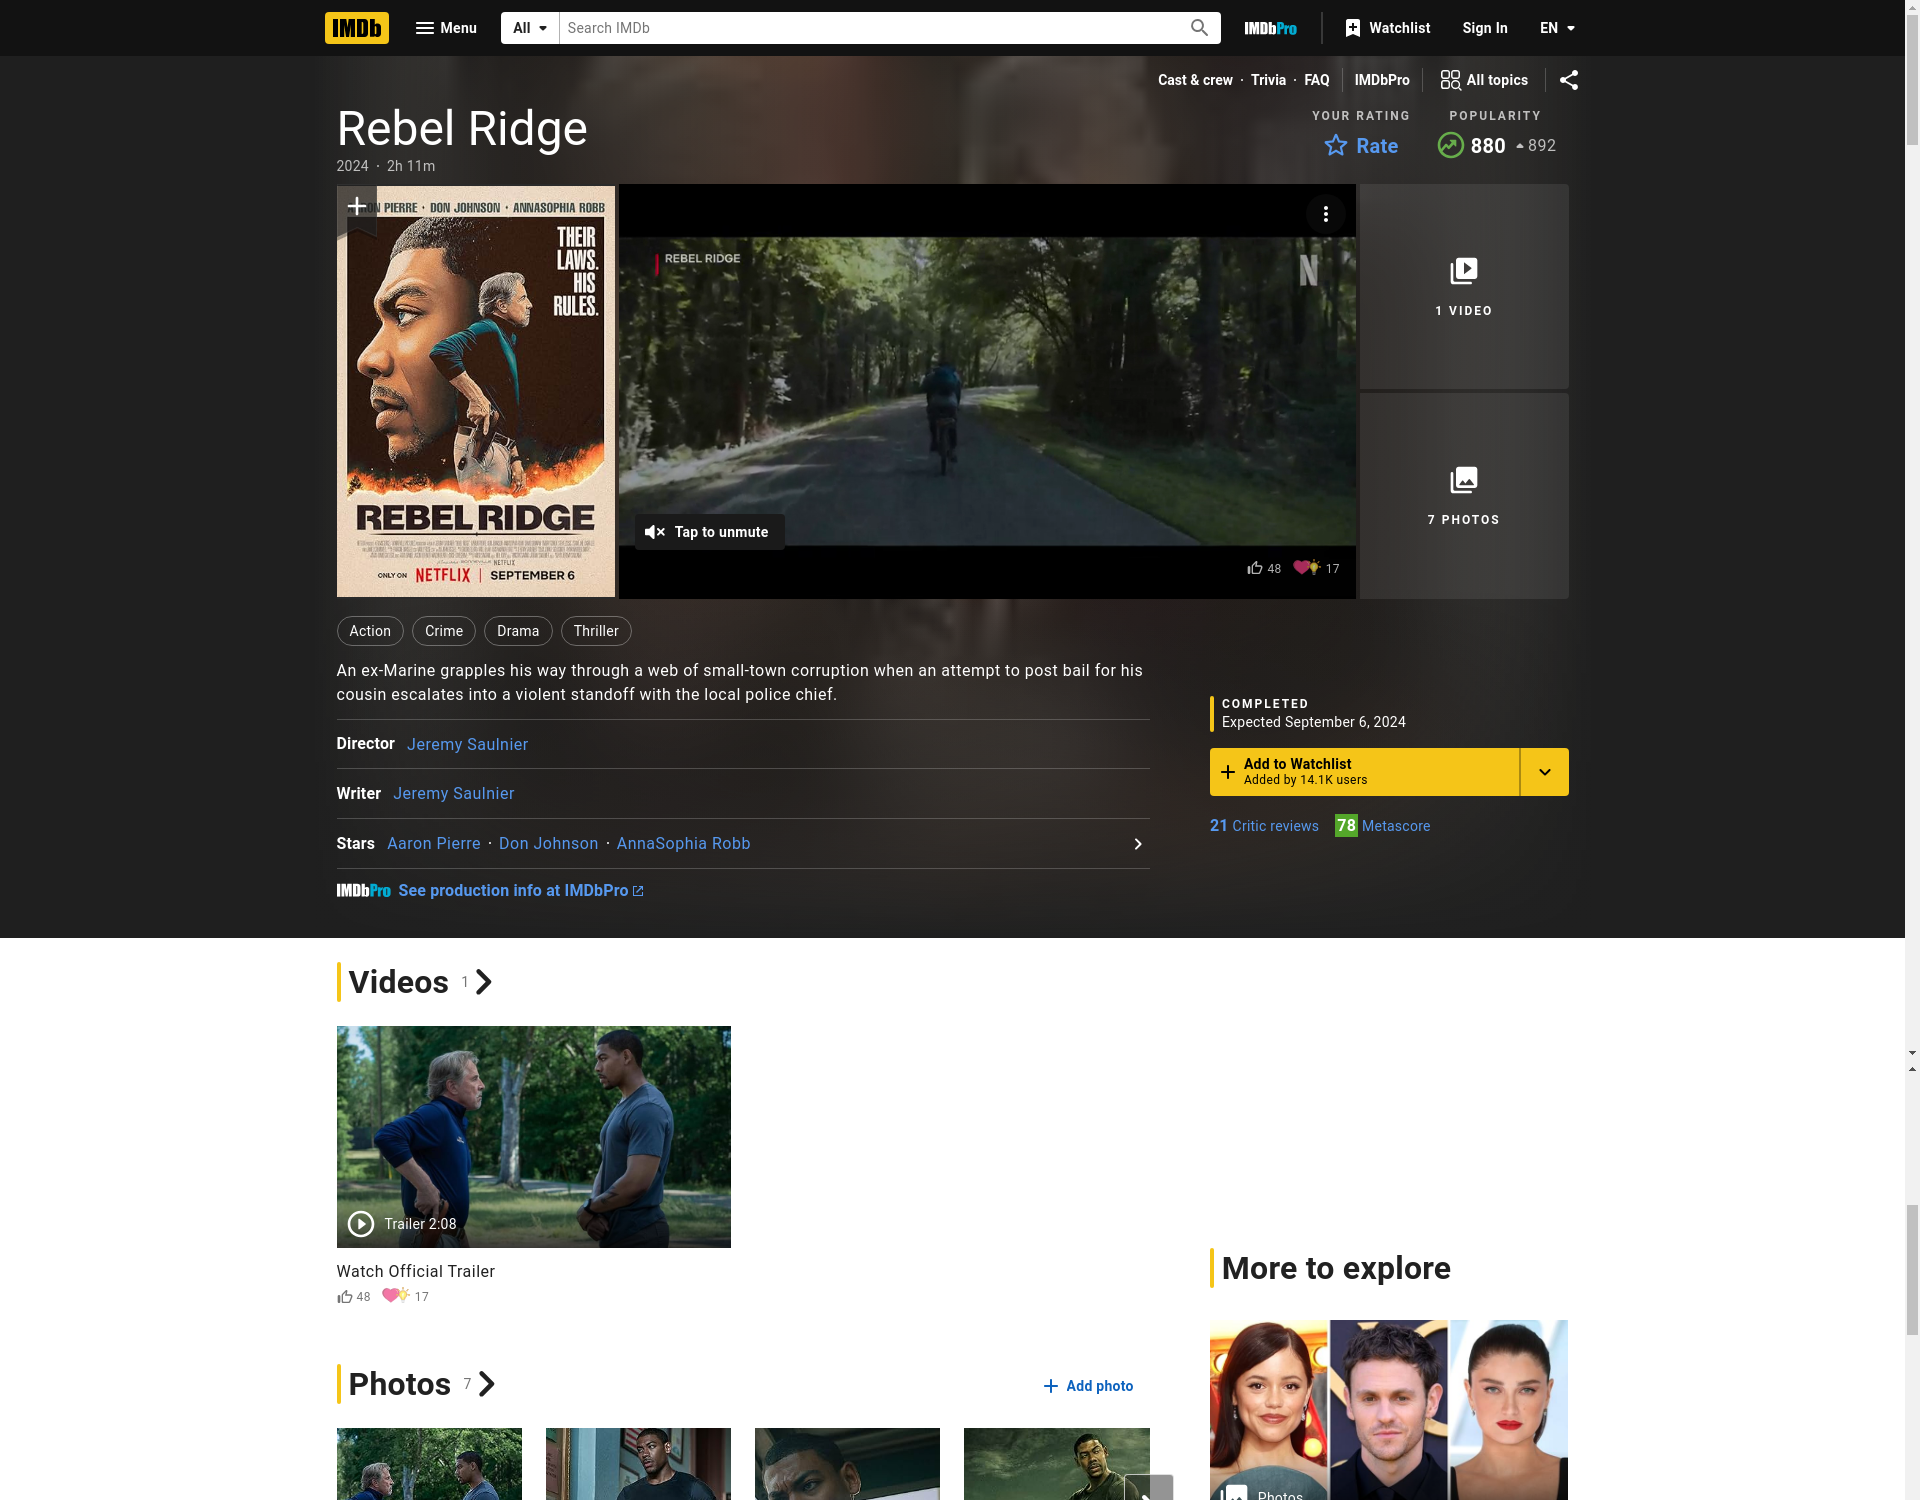 IMDb
Menu
All
Search IMDb
IMDbPro
Watchlist
Sign In
EN
Cast & crew · Trivia · FAQ
IMDbPro
All topics
Rebel Ridge
2024 · 2h 11m
YOUR RATING
Rate
POPULARITY
880
892
PIERRE · DON JOHNSON · ANNASOPHIA ROBB
THEIR
LAWS.
HIS
RULES.
REBEL RIDGE
ONLY ON NETFLIX | SEPTEMBER 6
REBEL RIDGE
N
Tap to unmute
48
17
1 VIDEO
7 PHOTOS
Action
Crime
Drama
Thriller
An ex-Marine grapples his way through a web of small-town corruption when an attempt to post bail for his
cousin escalates into a violent standoff with the local police chief.
Director Jeremy Saulnier
Writer Jeremy Saulnier
Stars Aaron Pierre · Don Johnson · AnnaSophia Robb
IMDbPro See production info at IMDbPro
COMPLETED
Expected September 6, 2024
Add to Watchlist
Added by 14.1K users
21 Critic reviews
78 Metascore
Videos 1
Trailer 2:08
Watch Official Trailer
48
17
Photos 7
Add photo
More to explore
Photos